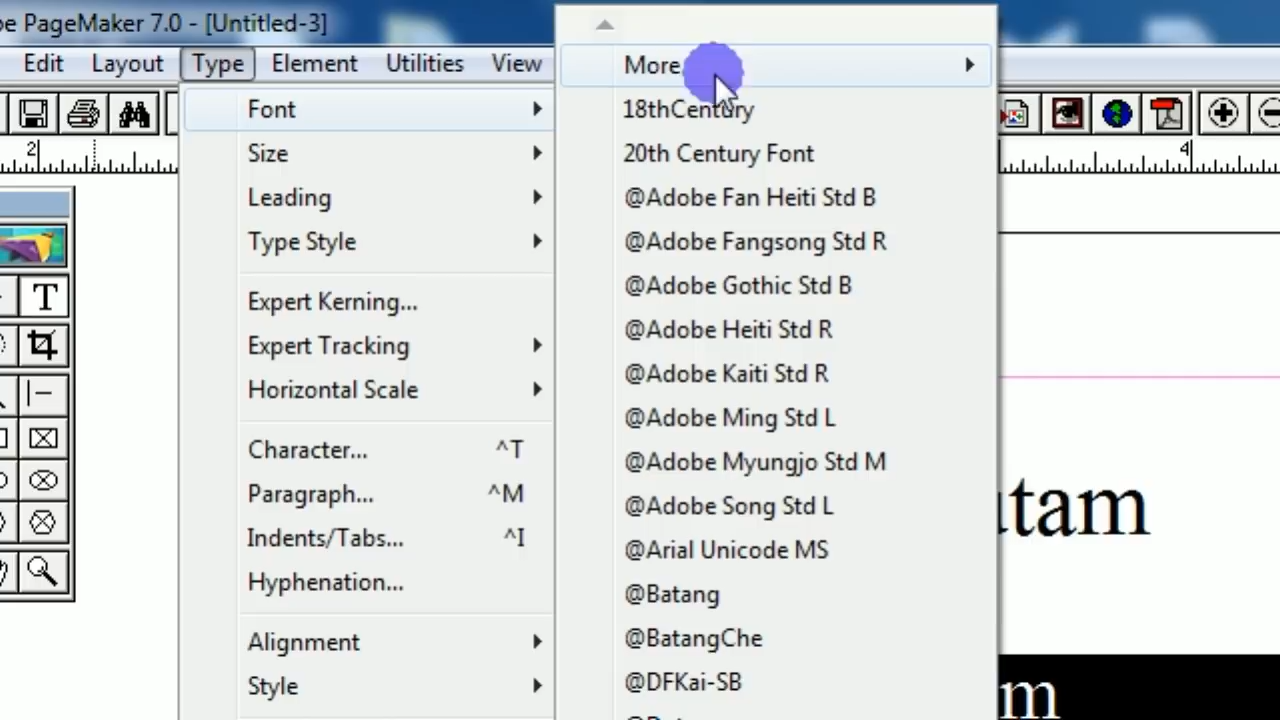 be PageMaker 7.0 - [Untitled-3]
Edit Layout Type Element Utilities View
Font
Size
Leading
Type Style
Expert Kerning...
Expert Tracking
Horizontal Scale
Character... ^T
Paragraph... ^M
Indents/Tabs... ^I
Hyphenation...
Alignment
Style
More
18thCentury
20th Century Font
@Adobe Fan Heiti Std B
@Adobe Fangsong Std R
@Adobe Gothic Std B
@Adobe Heiti Std R
@Adobe Kaiti Std R
@Adobe Ming Std L
@Adobe Myungjo Std M
@Adobe Song Std L
@Arial Unicode MS
@Batang
@BatangChe
@DFKai-SB
2
4
T
utam
m